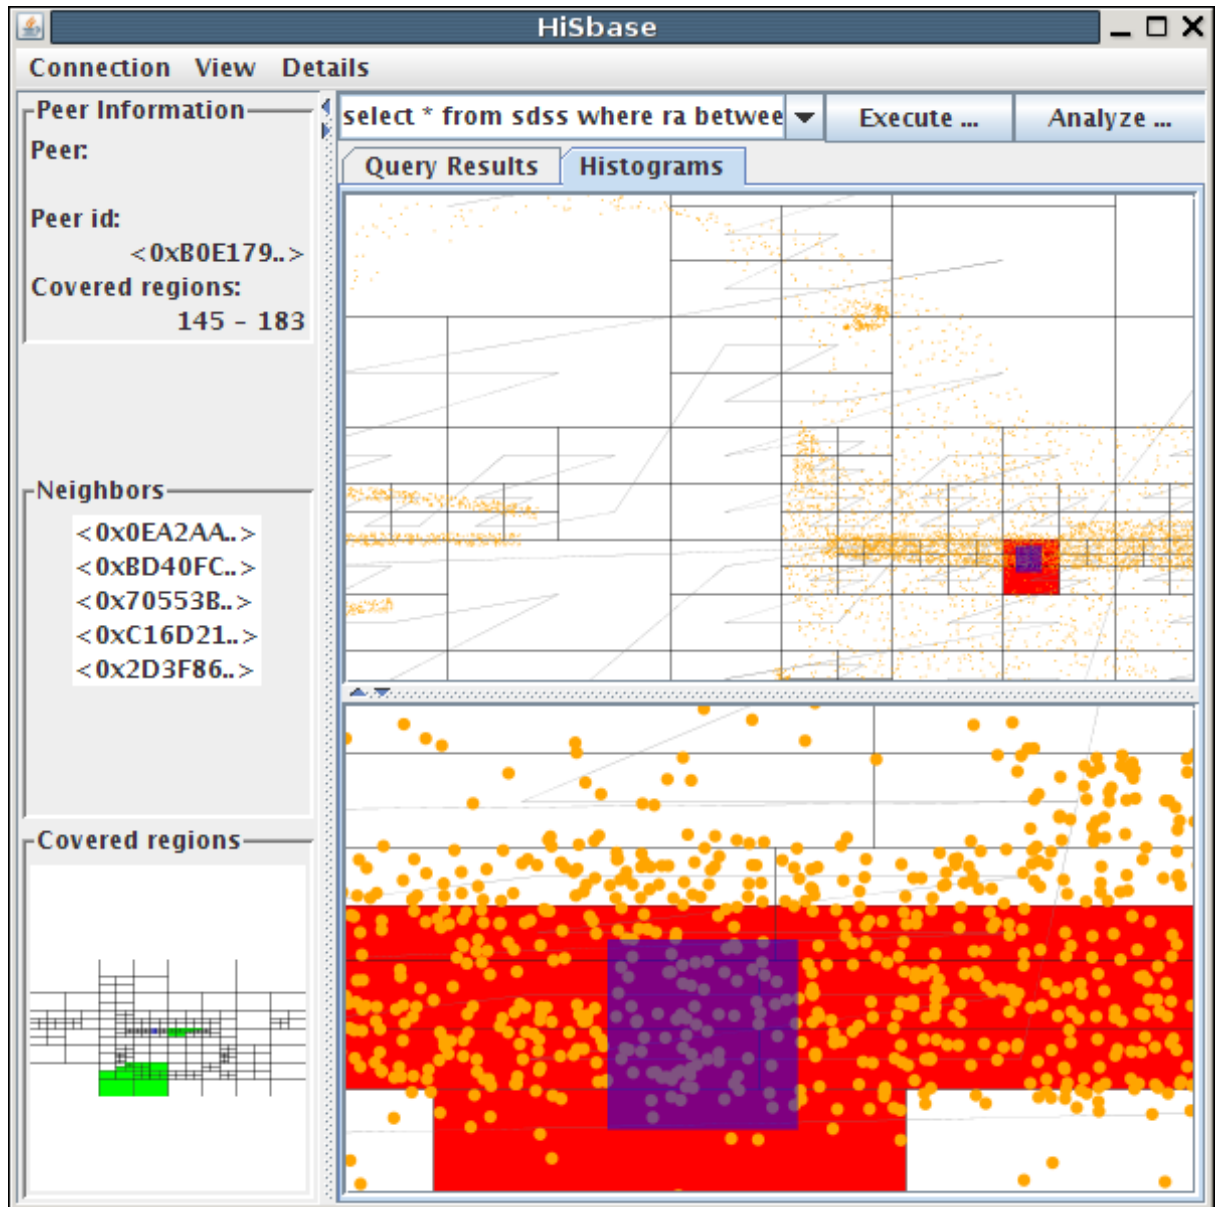 HiSbase
Connection View Details
Peer Information
Peer:
Peer id:
<0xB0E179..>
Covered regions:
145 - 183
Neighbors
<0x0EA2AA..>
<0xBD40FC..>
<0x70553B..>
<0xC16D21..>
<0x2D3F86..>
Covered regions
select * from sdss where ra betwee
Execute ...
Analyze ...
Query Results
Histograms